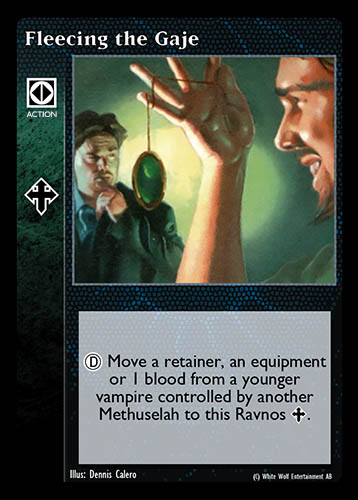 Fleecing the Gaje
ACTION
D Move a retainer, an equipment
or 1 blood from a younger
vampire controlled by another
Methuselah to this Ravnos .
Illus: Dennis Calero
(C) White Wolf Entertainment AB